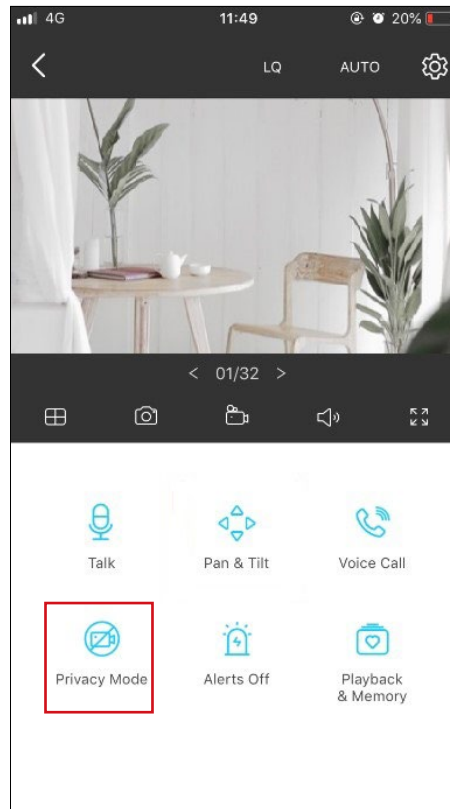 4G 11:49 20%
LQ AUTO
< 01/32 >
Talk Pan & Tilt Voice Call
Privacy Mode Alerts Off Playback
& Memory